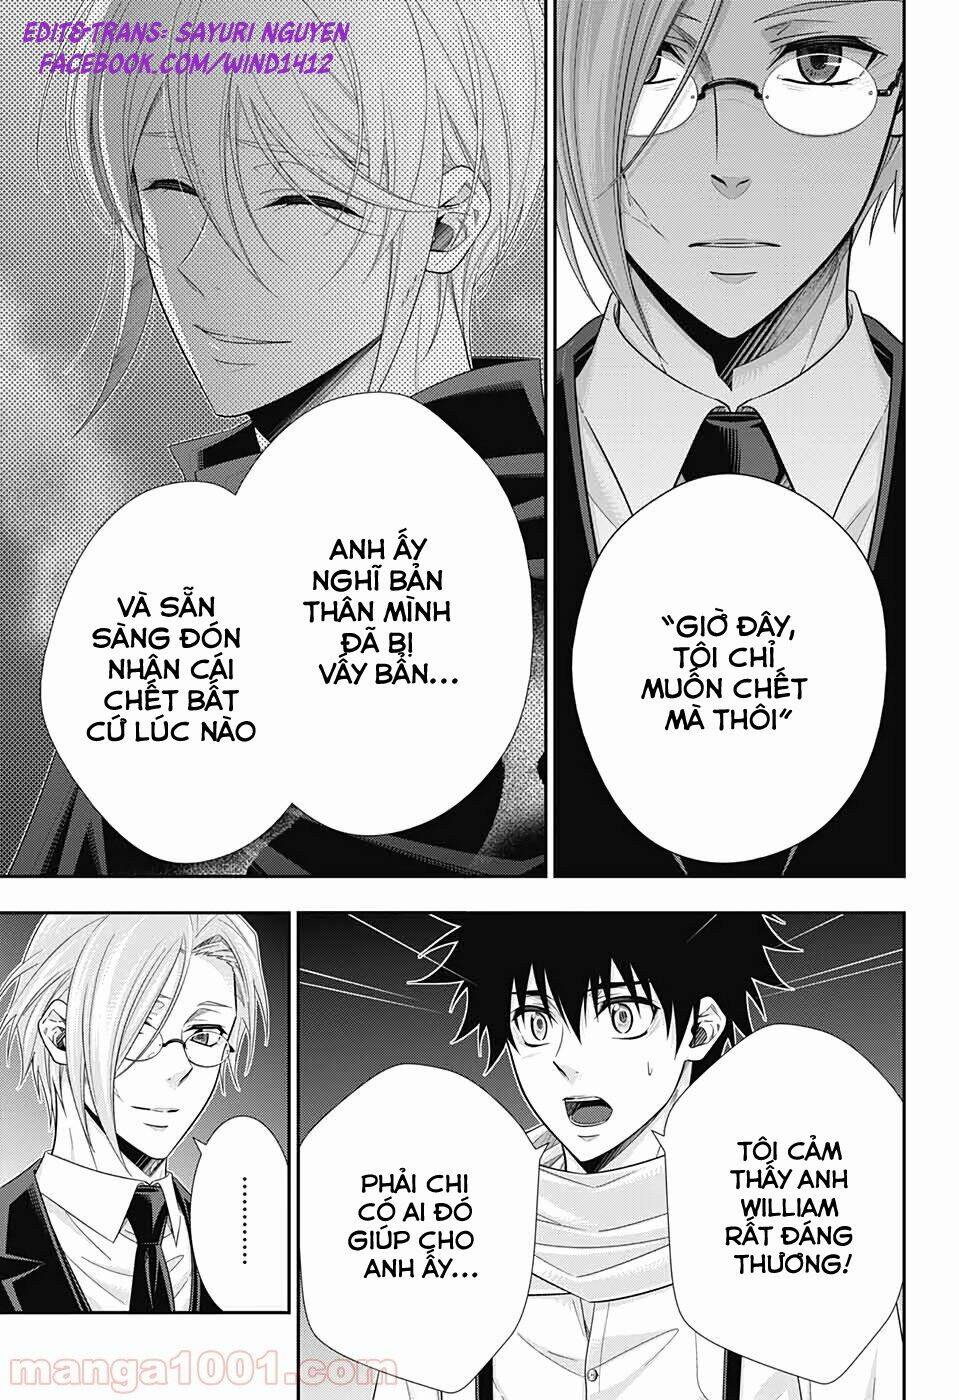 EDIT&TRANS: SAYURI NGUYEN
FACEBOOK.COM/WIND1412
"GIỜ ĐÂY,
TÔI CHỈ
MUỐN CHẾT
MÀ THÔI"
ANH ẤY
NGHĨ BẢN
THÂN MÌNH
ĐÃ BỊ
VẤY BẨN...
VÀ SẴN
SÀNG ĐÓN
NHẬN CÁI
CHẾT BẤT
CỨ LÚC NÀO
TÔI CẢM
THẤY ANH
WILLIAM
RẤT ĐÁNG
THƯƠNG!
PHẢI CHI
CÓ AI ĐÓ
GIÚP CHO
ANH ẤY...
.........
manga1001.com